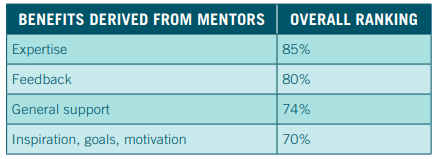 BENEFITS DERIVED FROM MENTORS OVERALL RANKING
Expertise 85%
Feedback 80%
General support 74%
Inspiration, goals, motivation 70%